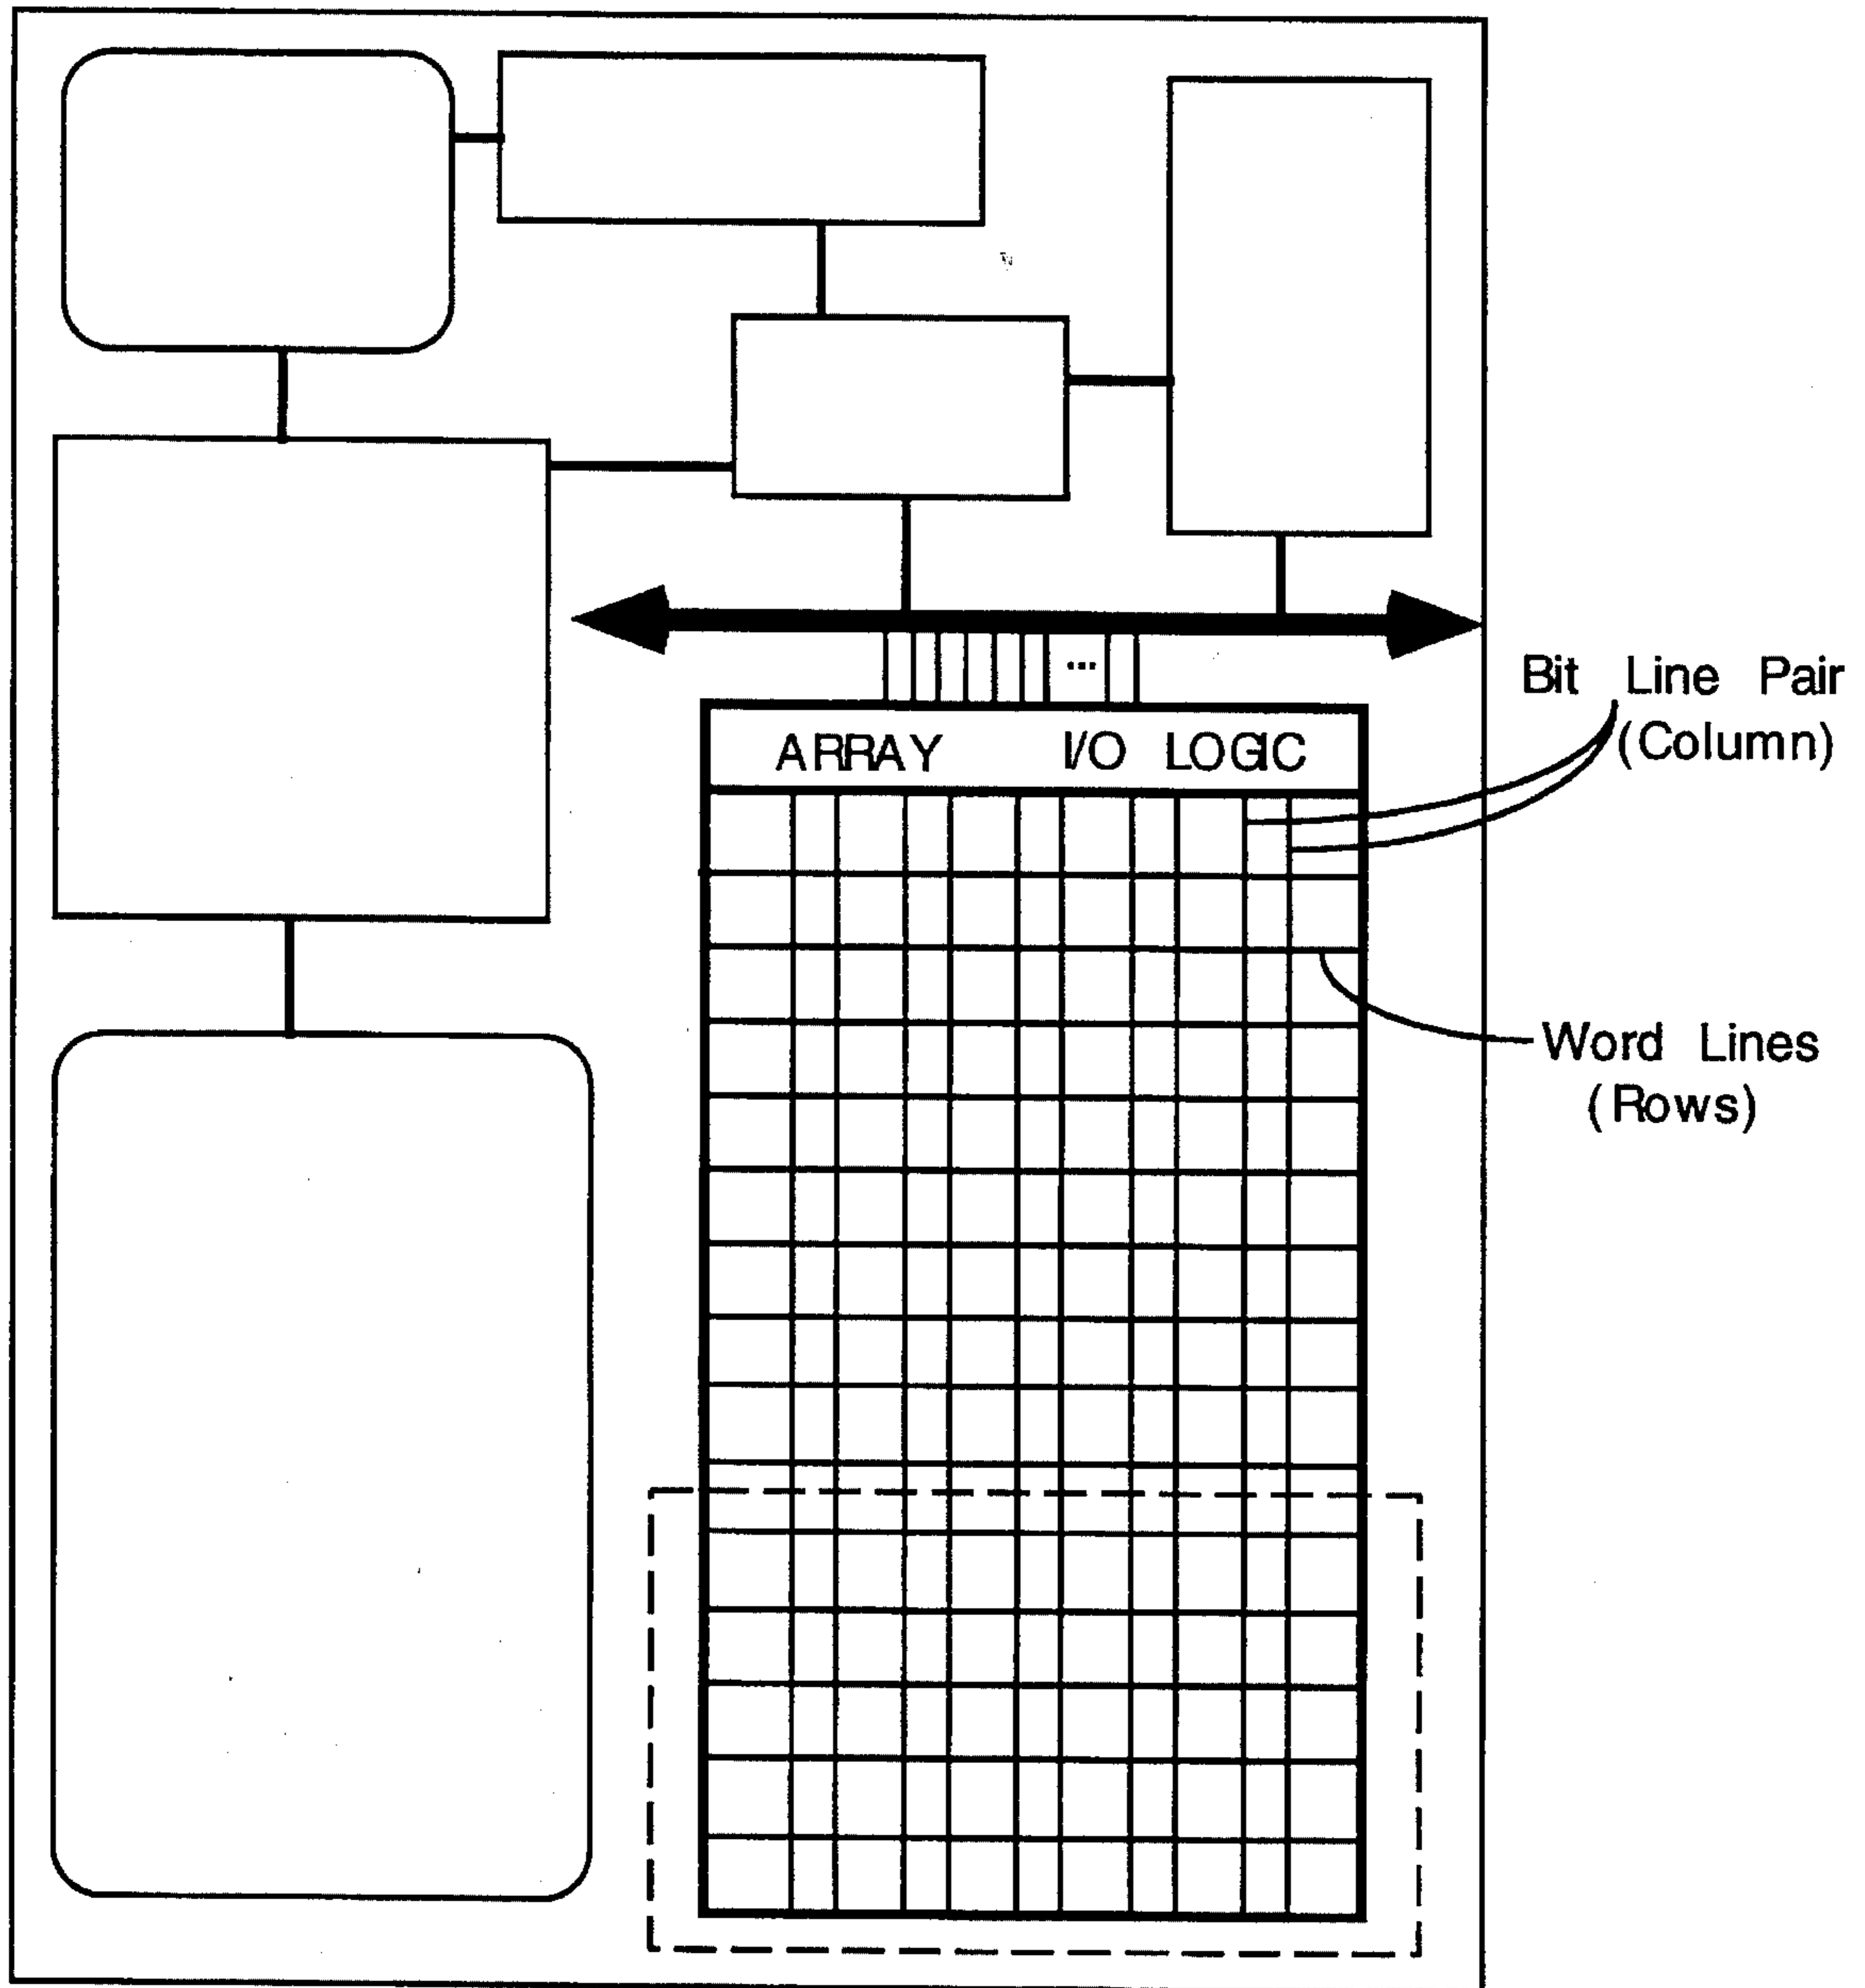 ...
Bit Line Pair
(Column)
ARRAY I/O LOGIC
Word Lines
(Rows)